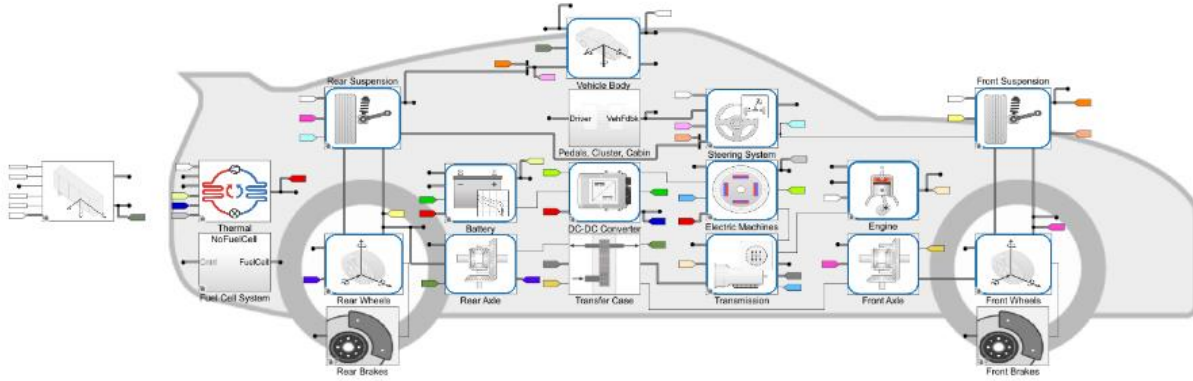 Vehicle Body
Rear Suspension
Front Suspension
Driver
VehFdbk
Pedals, Cluster, Cabin
Steering System
Thermal
Battery
DC-DC Converter
Electric Machines
Engine
NoFuelCell
Cntrl
FuelCell
Fuel Cell System
Rear Wheels
Rear Axle
Transfer Case
Transmission
Front Axle
Front Wheels
Rear Brakes
Front Brakes